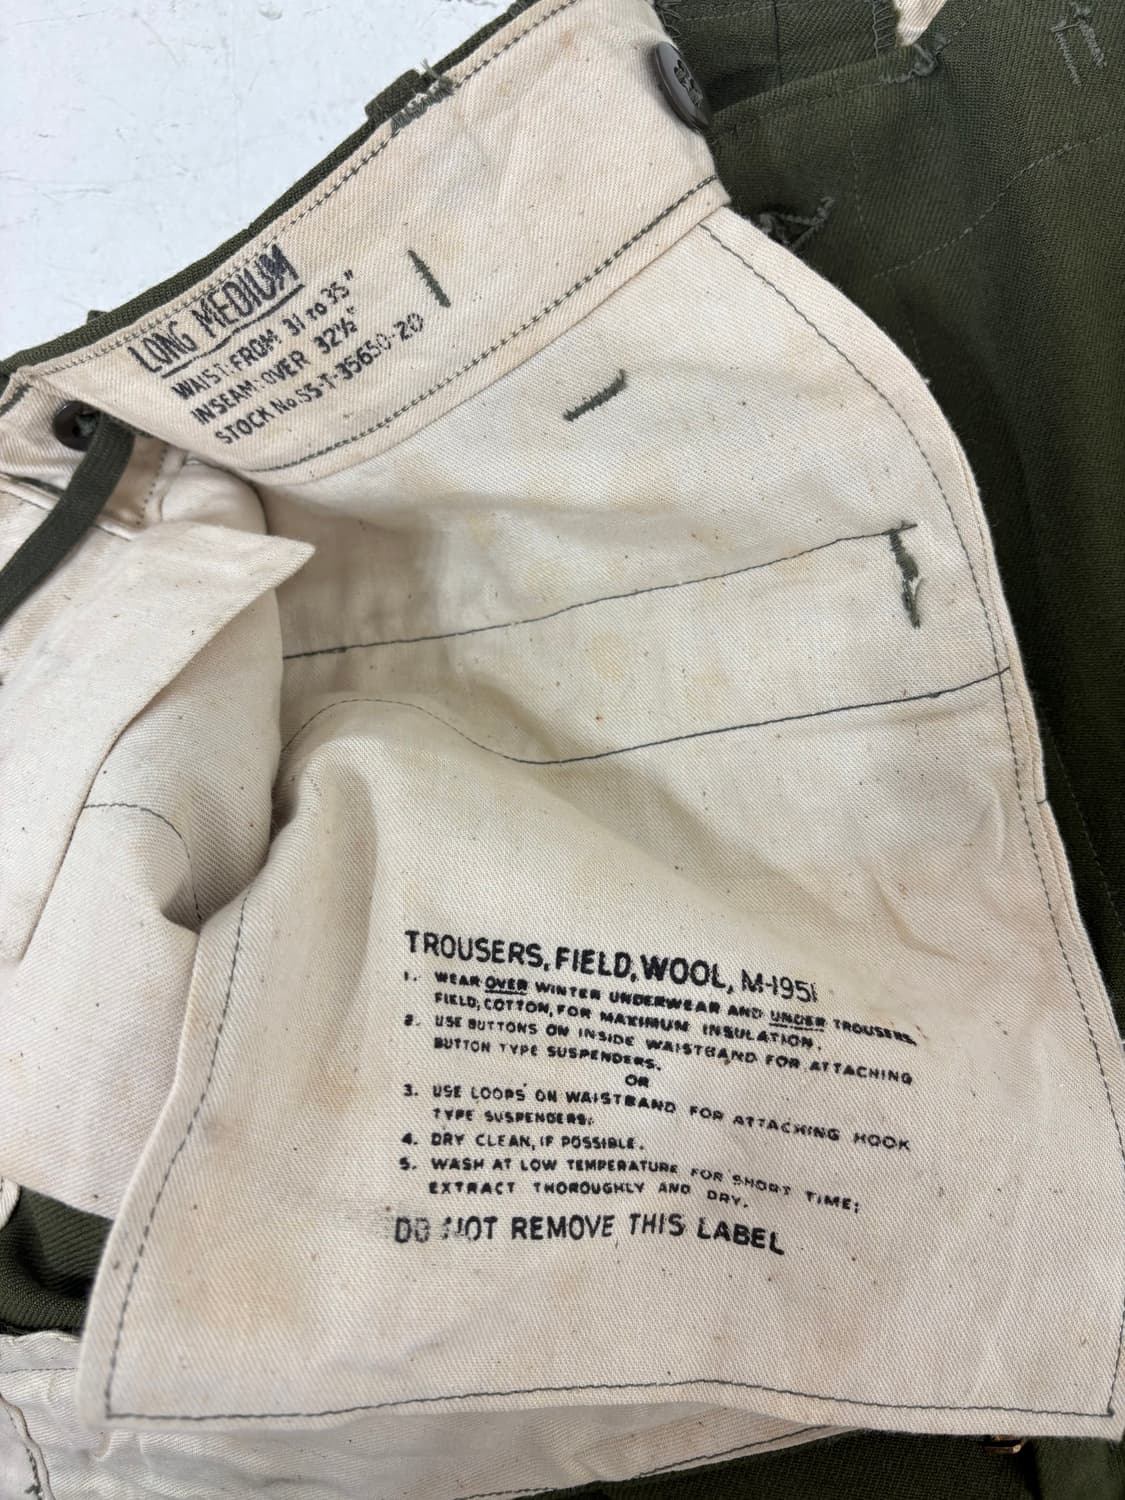 LONG MEDIUM
WAIST: FROM 31 TO 35"
INSEAM: OVER 32½"
STOCK No. 55-T-35650-20
TROUSERS, FIELD, WOOL, M-1951
1. WEAR OVER WINTER UNDERWEAR AND UNDER TROUSERS,
FIELD, COTTON, FOR MAXIMUM INSULATION.
2. USE BUTTONS ON INSIDE WAISTBAND FOR ATTACHING
BUTTON TYPE SUSPENDERS.
OR
3. USE LOOPS ON WAISTBAND FOR ATTACHING HOOK
TYPE SUSPENDERS.
4. DRY CLEAN, IF POSSIBLE.
5. WASH AT LOW TEMPERATURE FOR SHORT TIME;
EXTRACT THOROUGHLY AND DRY.
DO NOT REMOVE THIS LABEL